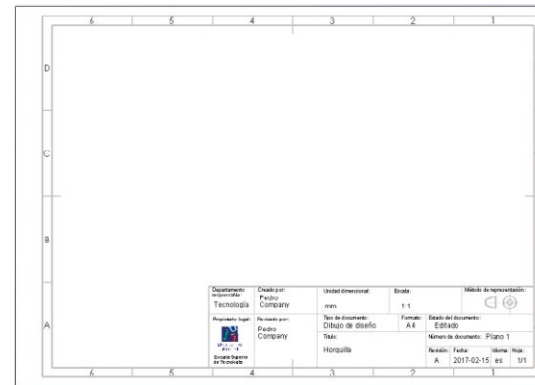 6 5 4 3 2 1
D
C
B
A
Departamento responsable:
Tecnología
Creado por:
Pedro
Company
Unidad dimensional:
mm
Escala:
1:1
Método de representación:
Propietario legal:
Escuela Superior
de Tecnología
Revisado por:
Pedro
Company
Tipo de documento:
Dibujo de diseño
Formato:
A4
Estado del documento:
Editado
Título:
Horquilla
Número de documento: Plano 1
Revisión:
A
Fecha:
2017-02-15
Idioma:
es
Hoja:
1/1
6 5 4 3 2 1